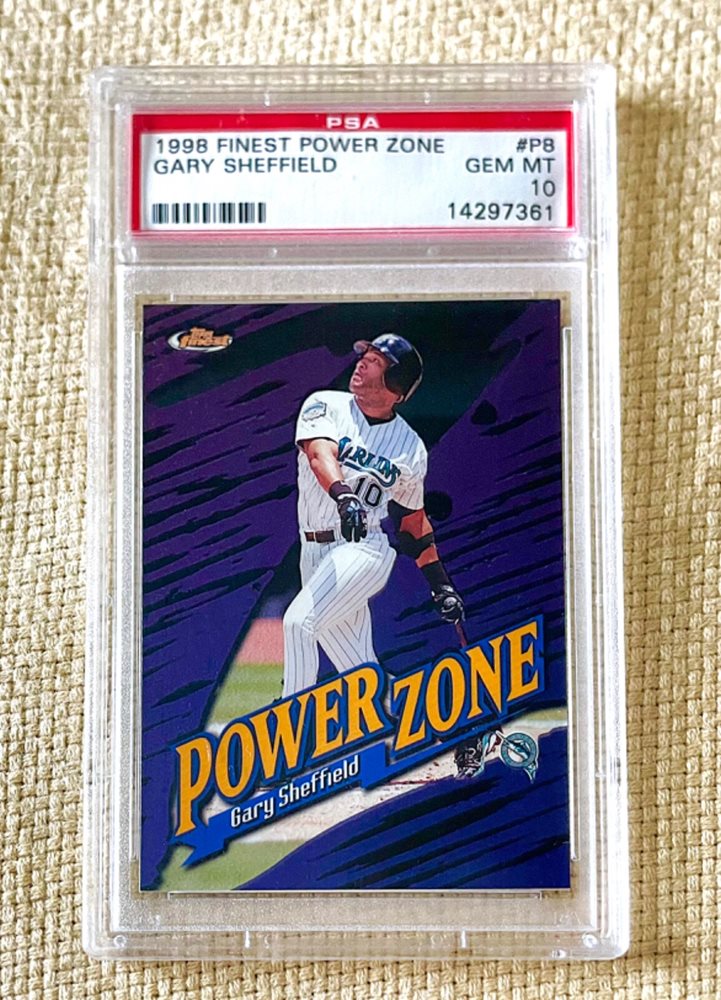 PSA
1998 FINEST POWER ZONE #P8
GARY SHEFFIELD GEM MT
10
14297361
Topps
Finest
MARLINS
10
POWER ZONE
Gary Sheffield